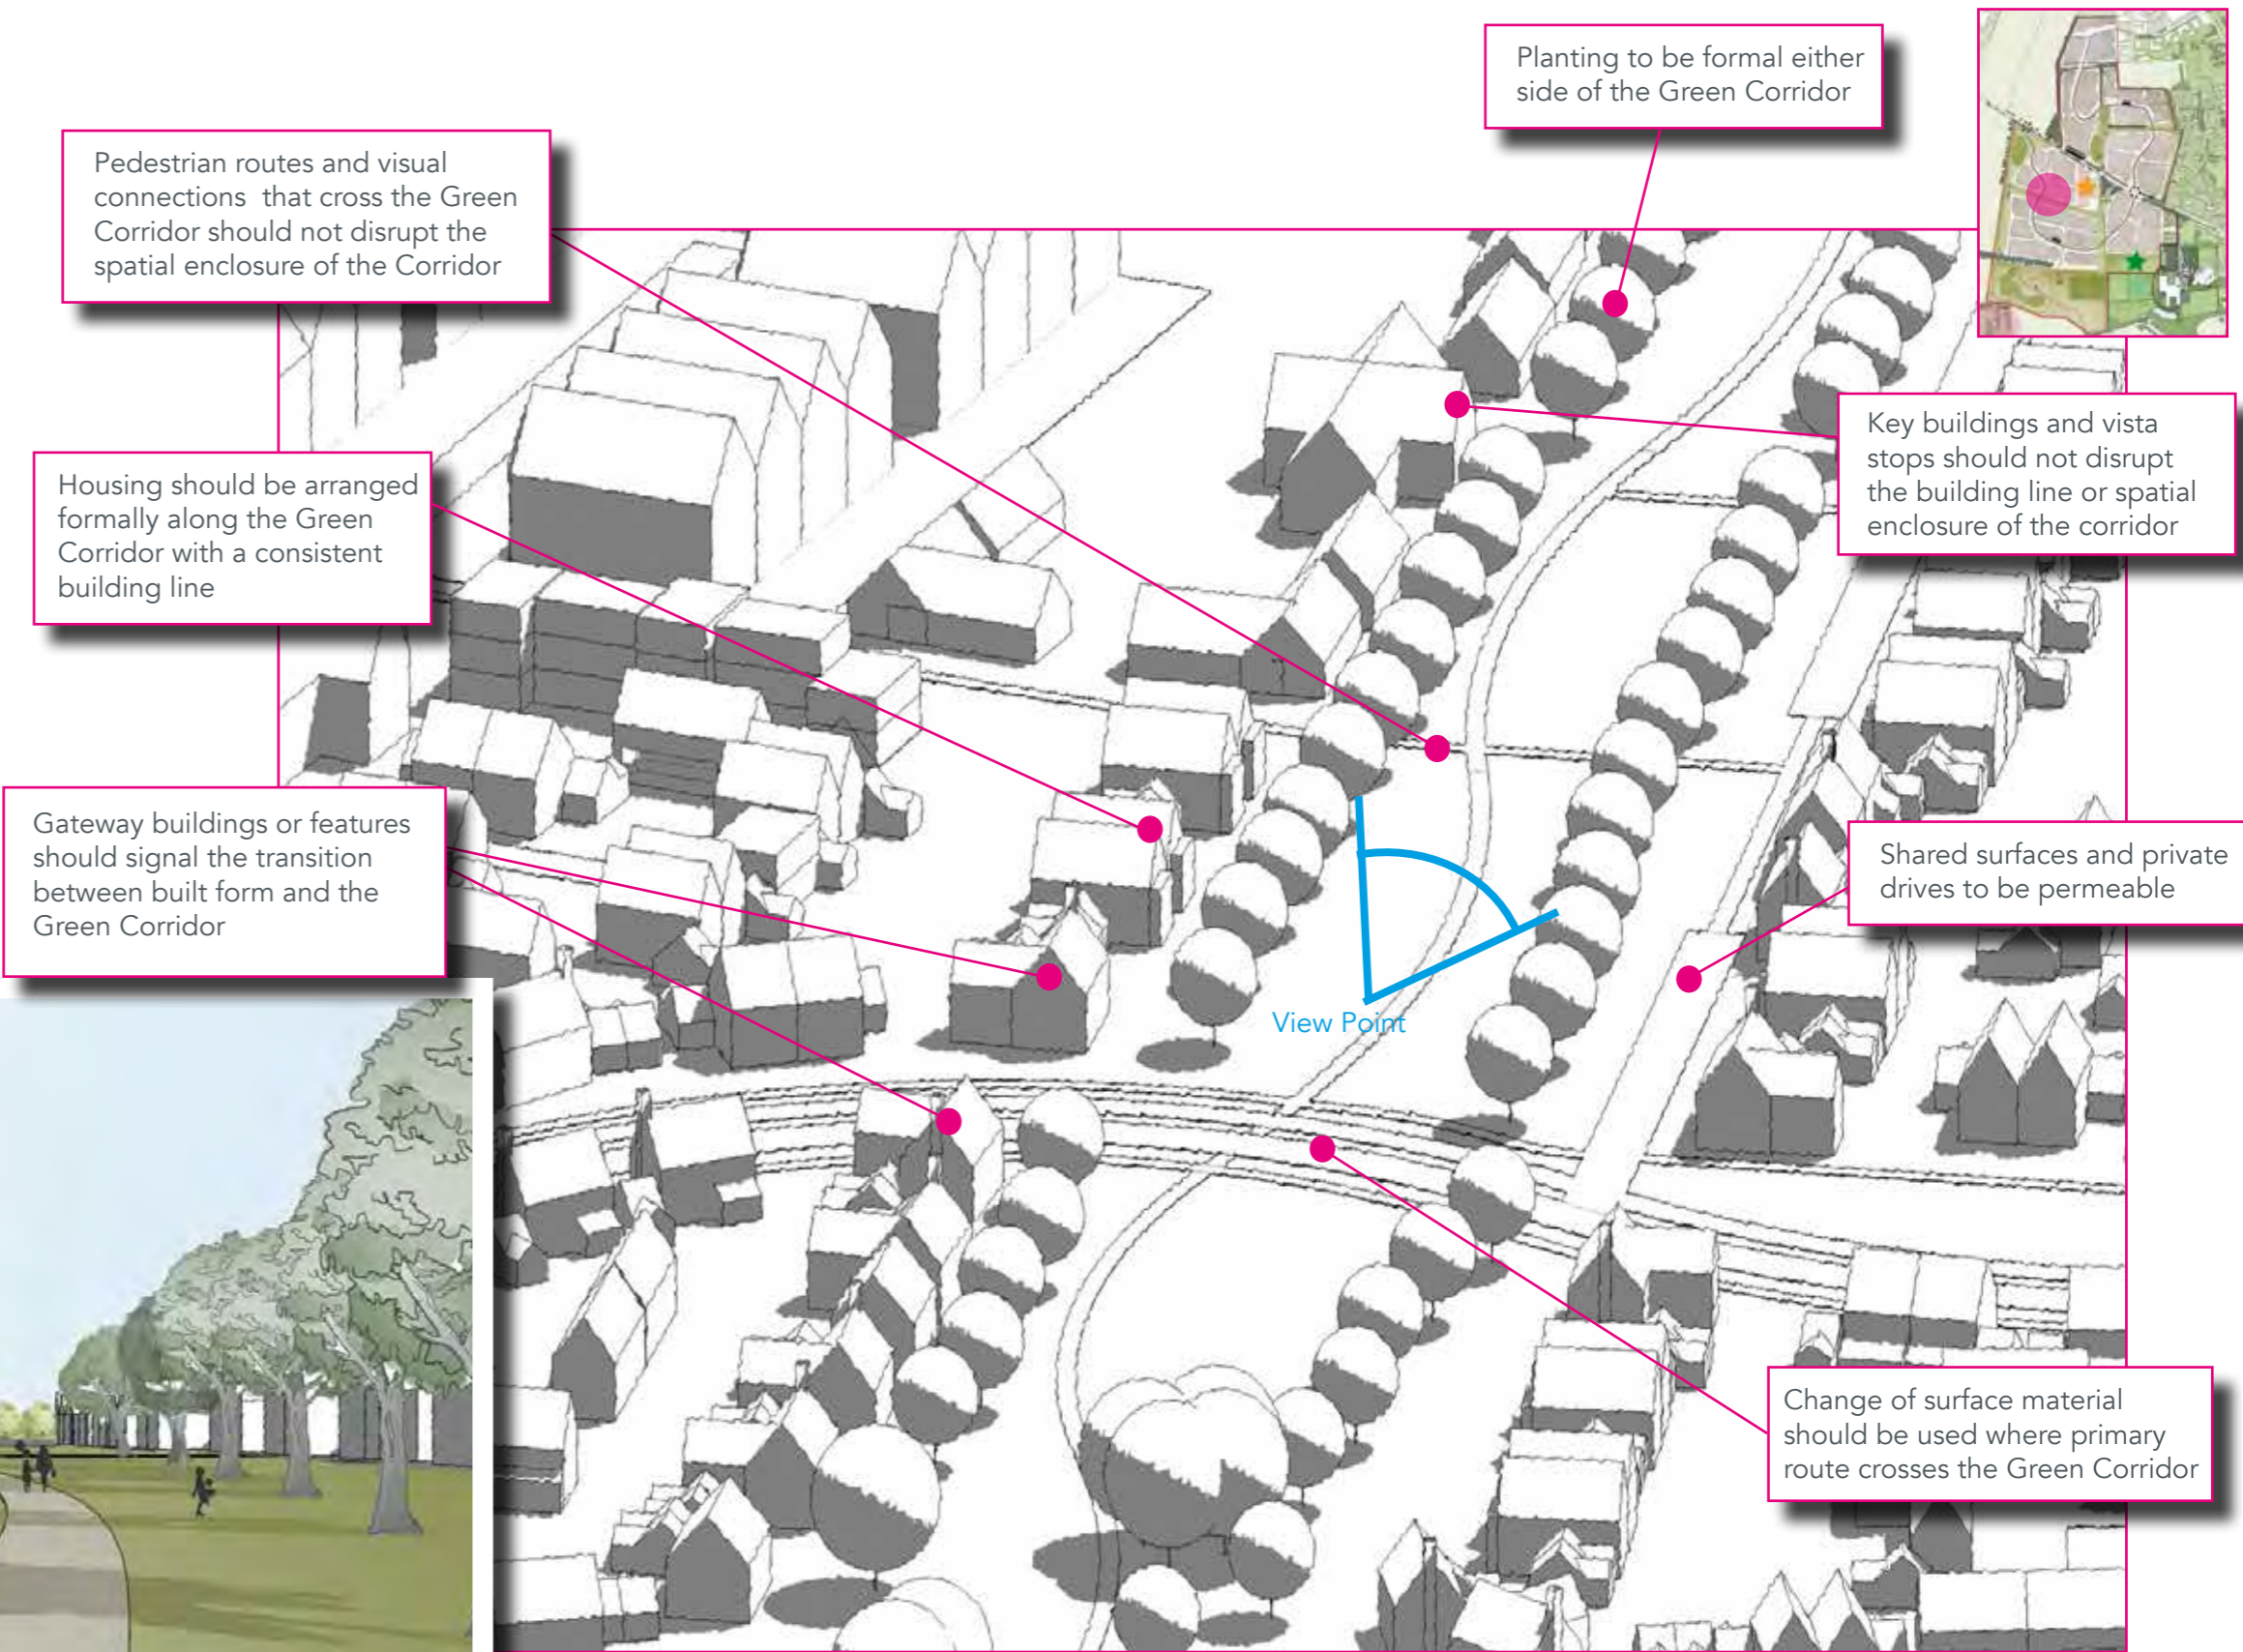 Planting to be formal either
side of the Green Corridor
Pedestrian routes and visual
connections that cross the Green
Corridor should not disrupt the
spatial enclosure of the Corridor
Key buildings and vista
stops should not disrupt
the building line or spatial
enclosure of the corridor
Housing should be arranged
formally along the Green
Corridor with a consistent
building line
Gateway buildings or features
should signal the transition
between built form and the
Green Corridor
Shared surfaces and private
drives to be permeable
View Point
Change of surface material
should be used where primary
route crosses the Green Corridor